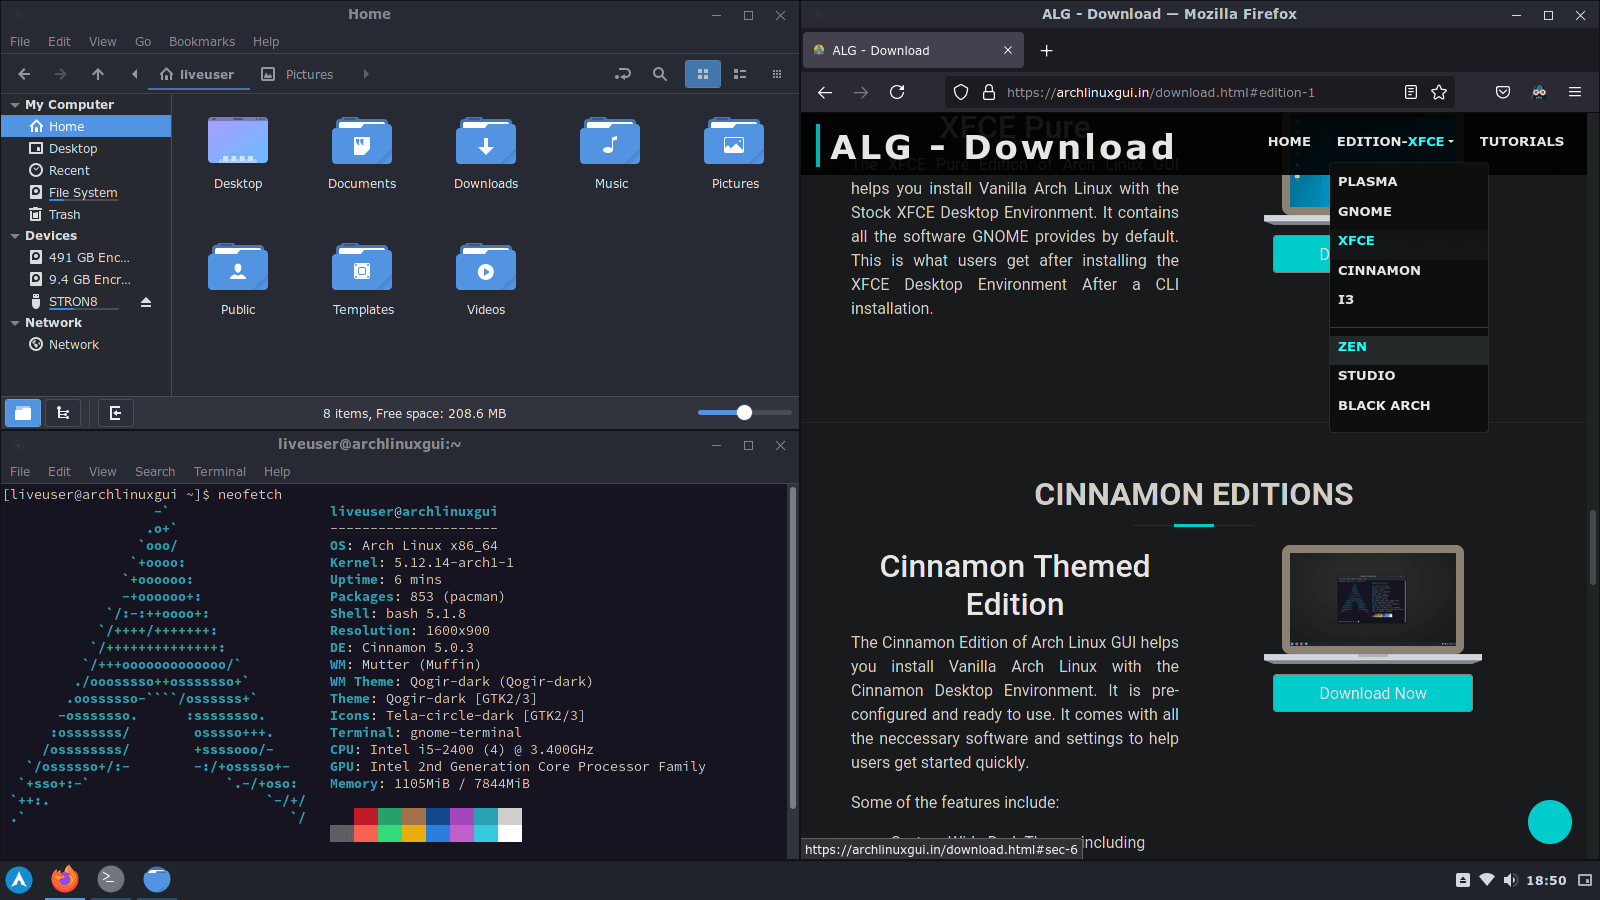 Home
File Edit View Go Bookmarks Help
liveuser Pictures
My Computer
Home
Desktop
Recent
File System
Trash
Devices
491 GB Enc...
9.4 GB Encr...
STRON8
Network
Network
Desktop Documents Downloads Music Pictures
Public Templates Videos
8 items, Free space: 208.6 MB
liveuser@archlinuxgui:~
File Edit View Search Terminal Help
[liveuser@archlinuxgui ~]$ neofetch
liveuser@archlinuxgui
---------------------
OS: Arch Linux x86_64
Kernel: 5.12.14-arch1-1
Uptime: 6 mins
Packages: 853 (pacman)
Shell: bash 5.1.8
Resolution: 1600x900
DE: Cinnamon 5.0.3
WM: Mutter (Muffin)
WM Theme: Qogir-dark (Qogir-dark)
Theme: Qogir-dark [GTK2/3]
Icons: Tela-circle-dark [GTK2/3]
Terminal: gnome-terminal
CPU: Intel i5-2400 (4) @ 3.400GHz
GPU: Intel 2nd Generation Core Processor Family
Memory: 1105MiB / 7844MiB
ALG - Download — Mozilla Firefox
ALG - Download
https://archlinuxgui.in/download.html#edition-1
XFCE Pure
ALG - Download
HOME EDITION-XFCE TUTORIALS
PLASMA
GNOME
XFCE
CINNAMON
I3
ZEN
STUDIO
BLACK ARCH
The XFCE Pure Edition of Arch Linux GUI
helps you install Vanilla Arch Linux with the
Stock XFCE Desktop Environment. It contains
all the software GNOME provides by default.
This is what users get after installing the
XFCE Desktop Environment After a CLI
installation.
CINNAMON EDITIONS
Cinnamon Themed
Edition
The Cinnamon Edition of Arch Linux GUI helps
you install Vanilla Arch Linux with the
Cinnamon Desktop Environment. It is pre-
configured and ready to use. It comes with all
the neccessary software and settings to help
users get started quickly.
Download Now
Some of the features include:
including
https://archlinuxgui.in/download.html#sec-6
18:50